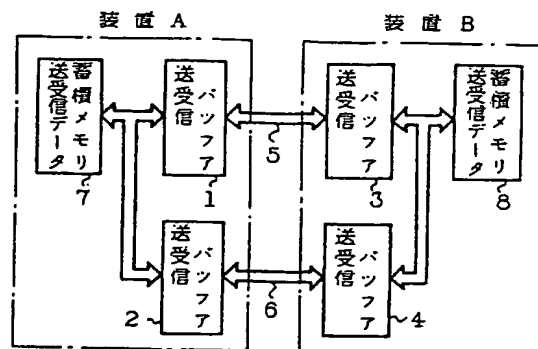 装置A
装置B
送受信データ
蓄積メモリ
7
送受信
バッファ
1
5
送受信
バッファ
3
送受信データ
蓄積メモリ
8
送受信
バッファ
2
6
送受信
バッファ
4